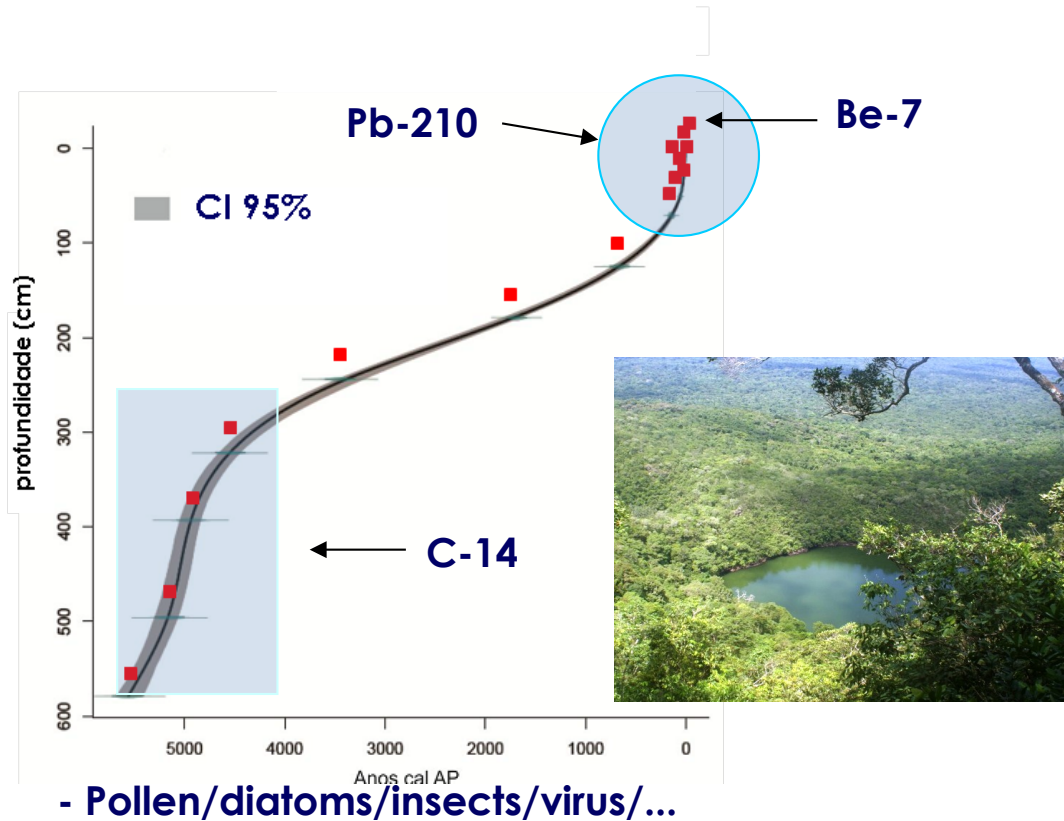 Pb-210
Be-7
CI 95%
profundidade (cm)
0
100
200
300
400
500
600
C-14
5000
4000
3000
2000
1000
0
Anos cal AP
- Pollen/diatoms/insects/virus/...